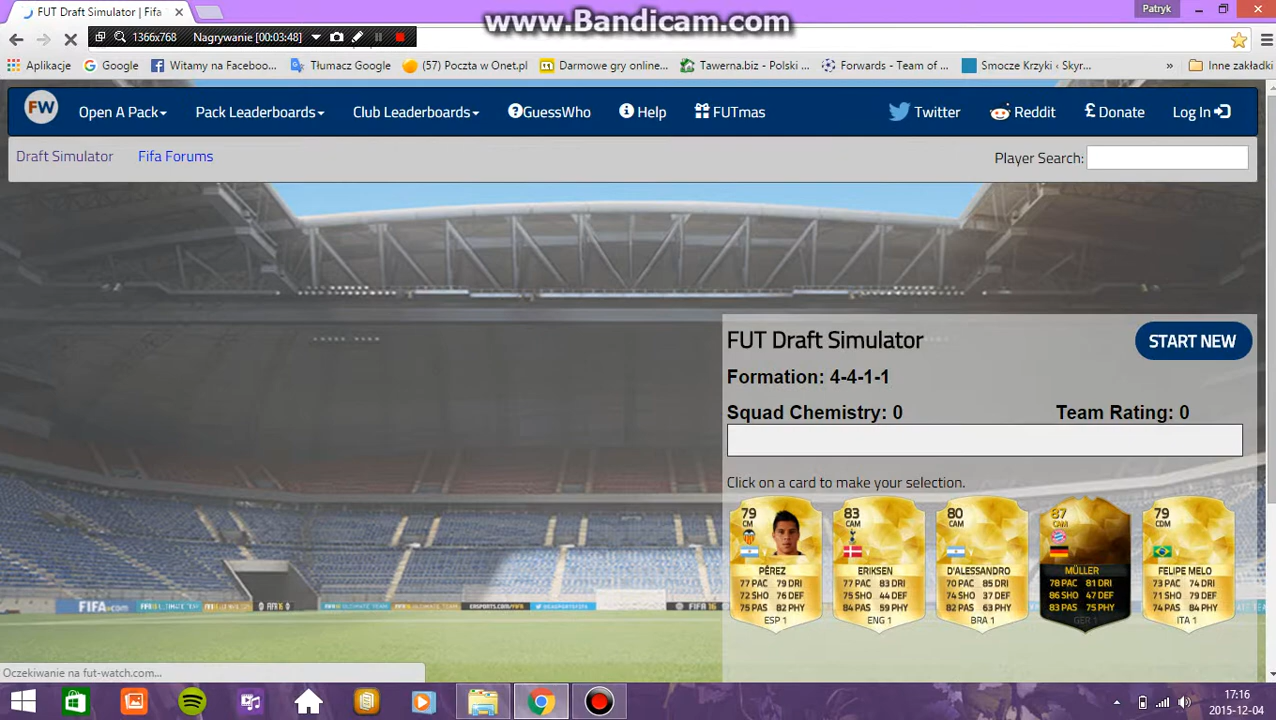 FUT Draft Simulator | Fifa
www.Bandicam.com
Patryk
1366x768 Nagrywanie [00:03:48]
Aplikacje Google Witamy na Faceboo... Tłumacz Google (57) Poczta w Onet.pl Darmowe gry online... Tawerna.biz - Polski ... Forwards - Team of ... Smocze Krzyki < Skyr... » Inne zakładki
FW Open A Pack Pack Leaderboards Club Leaderboards GuessWho Help FUTmas Twitter Reddit £ Donate Log In
Draft Simulator Fifa Forums Player Search:
FUT Draft Simulator START NEW
Formation: 4-4-1-1
Squad Chemistry: 0 Team Rating: 0
Click on a card to make your selection.
79 83 80 87 79
CM CAM CAM CAM CDM
PÉREZ ERIKSEN D'ALESSANDRO MÜLLER FELIPE MELO
77 PAC 79 DRI 77 PAC 83 DRI 70 PAC 85 DRI 78 PAC 81 DRI 73 PAC 74 DRI
72 SHO 76 DEF 75 SHO 44 DEF 74 SHO 37 DEF 86 SHO 47 DEF 71 SHO 79 DEF
75 PAS 82 PHY 84 PAS 59 PHY 82 PAS 63 PHY 83 PAS 75 PHY 74 PAS 84 PHY
ESP 1 ENG 1 BRA 1 GER 1 ITA 1
Oczekiwanie na fut-watch.com...
17:16
2015-12-04